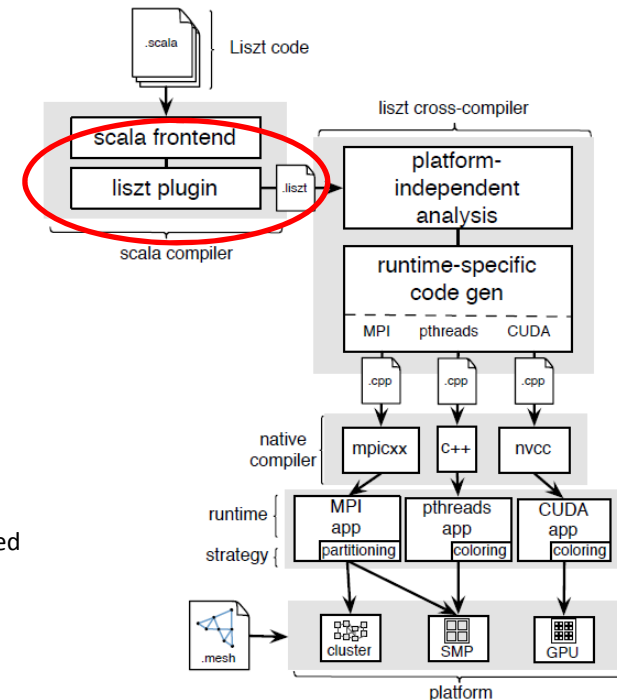 .scala
Liszt code
liszt cross-compiler
scala frontend
liszt plugin
.liszt
scala compiler
platform-
independent
analysis
runtime-specific
code gen
MPI pthreads CUDA
.cpp .cpp .cpp
native
compiler
mpicxx c++ nvcc
runtime
MPI
app
pthreads
app
CUDA
app
strategy
partitioning coloring coloring
ed
.mesh
cluster SMP GPU
platform